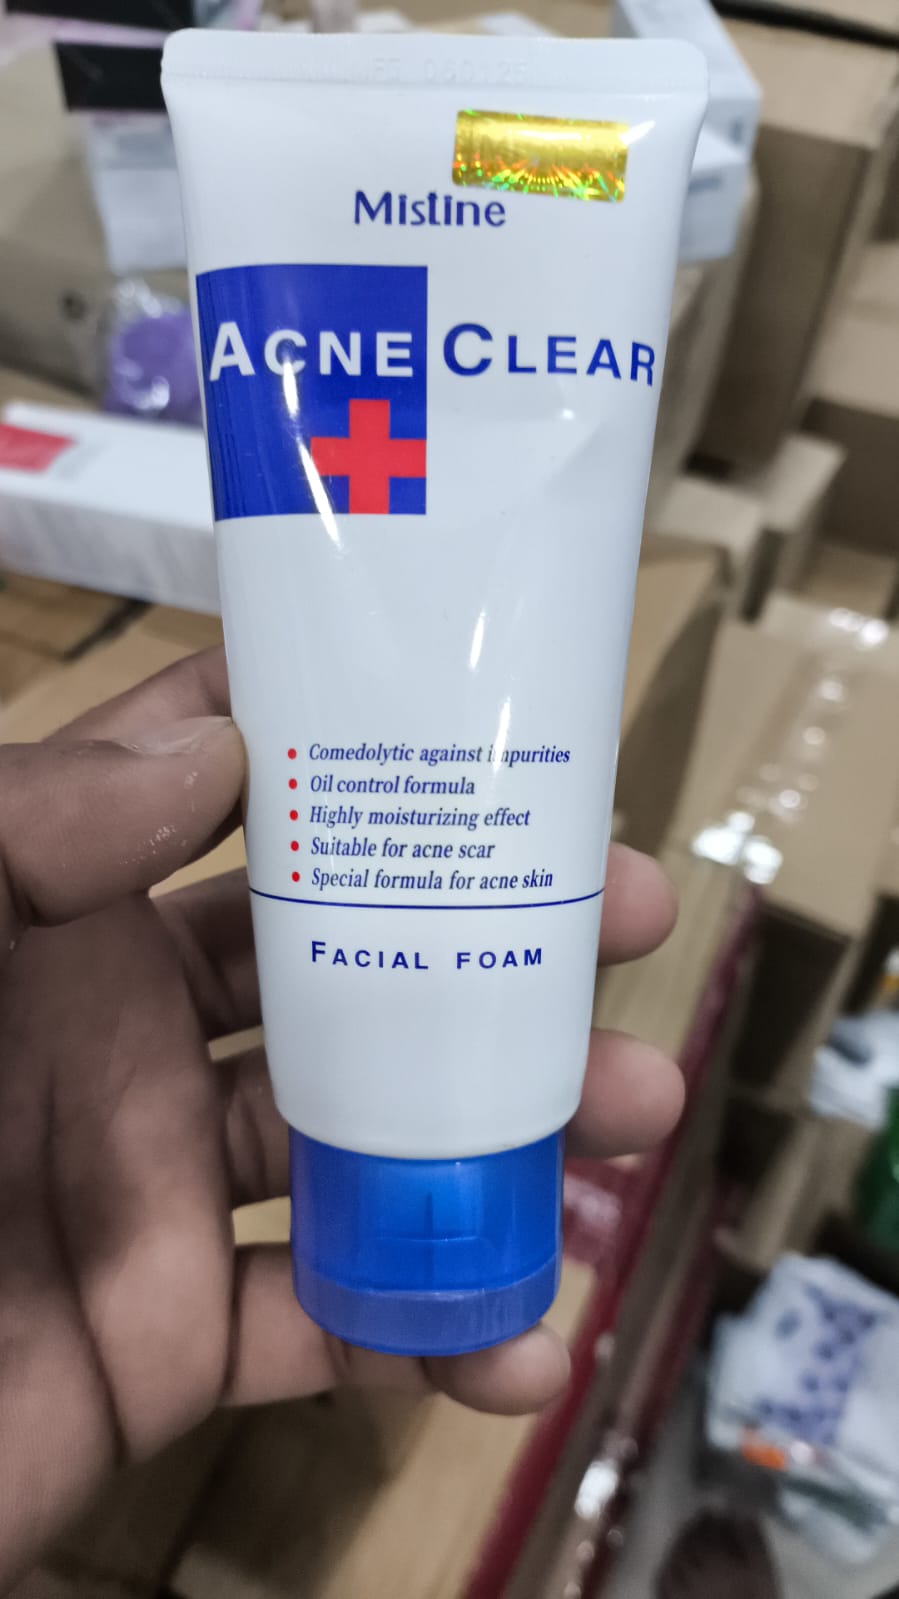 Mistine
ACNE CLEAR
• Comedolytic against impurities
• Oil control formula
• Highly moisturizing effect
• Suitable for acne scar
• Special formula for acne skin
FACIAL FOAM